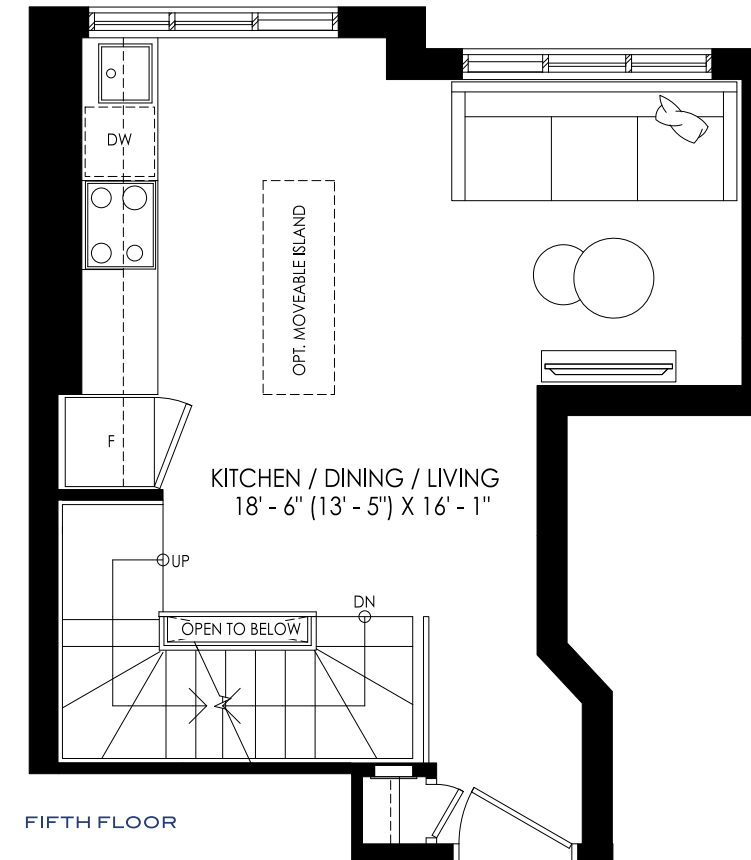 DW
OPT. MOVEABLE ISLAND
F
KITCHEN / DINING / LIVING
18' - 6" (13' - 5") X 16' - 1"
UP
DN
OPEN TO BELOW
FIFTH FLOOR